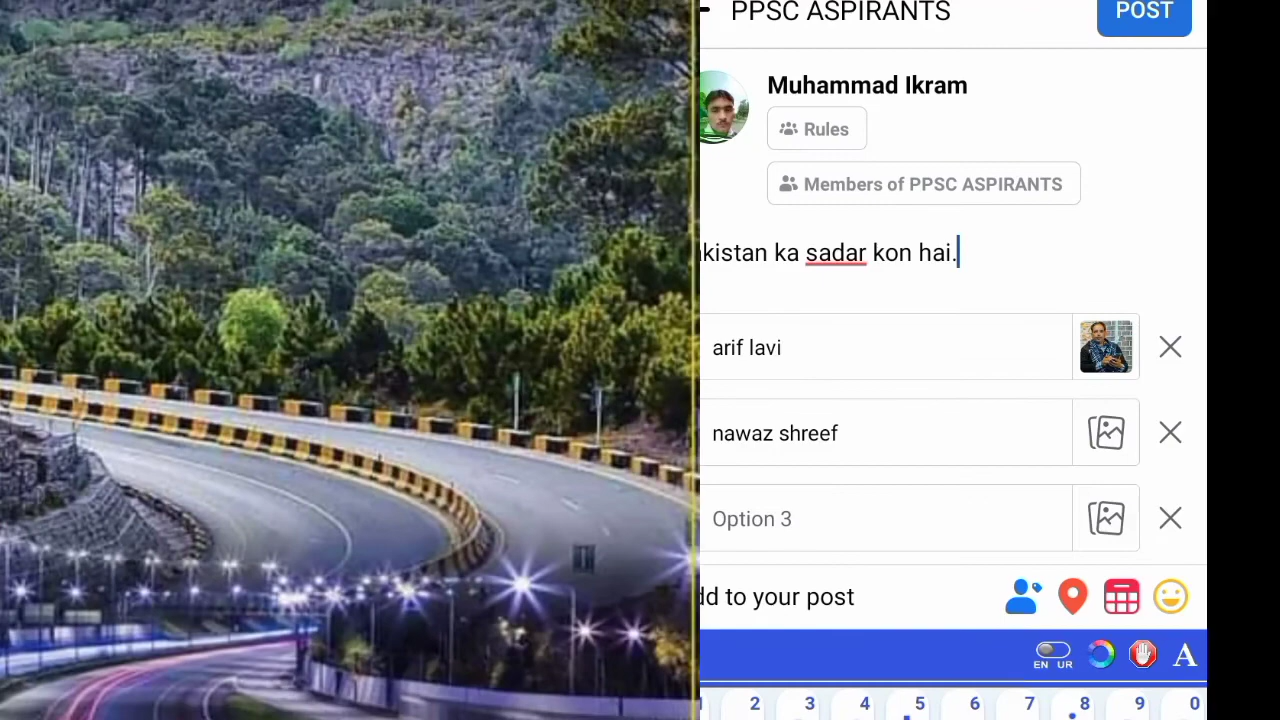 PPSC ASPIRANTS
POST
Muhammad Ikram
Rules
Members of PPSC ASPIRANTS
kistan ka sadar kon hai.
arif lavi
nawaz shreef
Option 3
dd to your post
EN UR
A
2 3 4 5 6 7 8 9 0